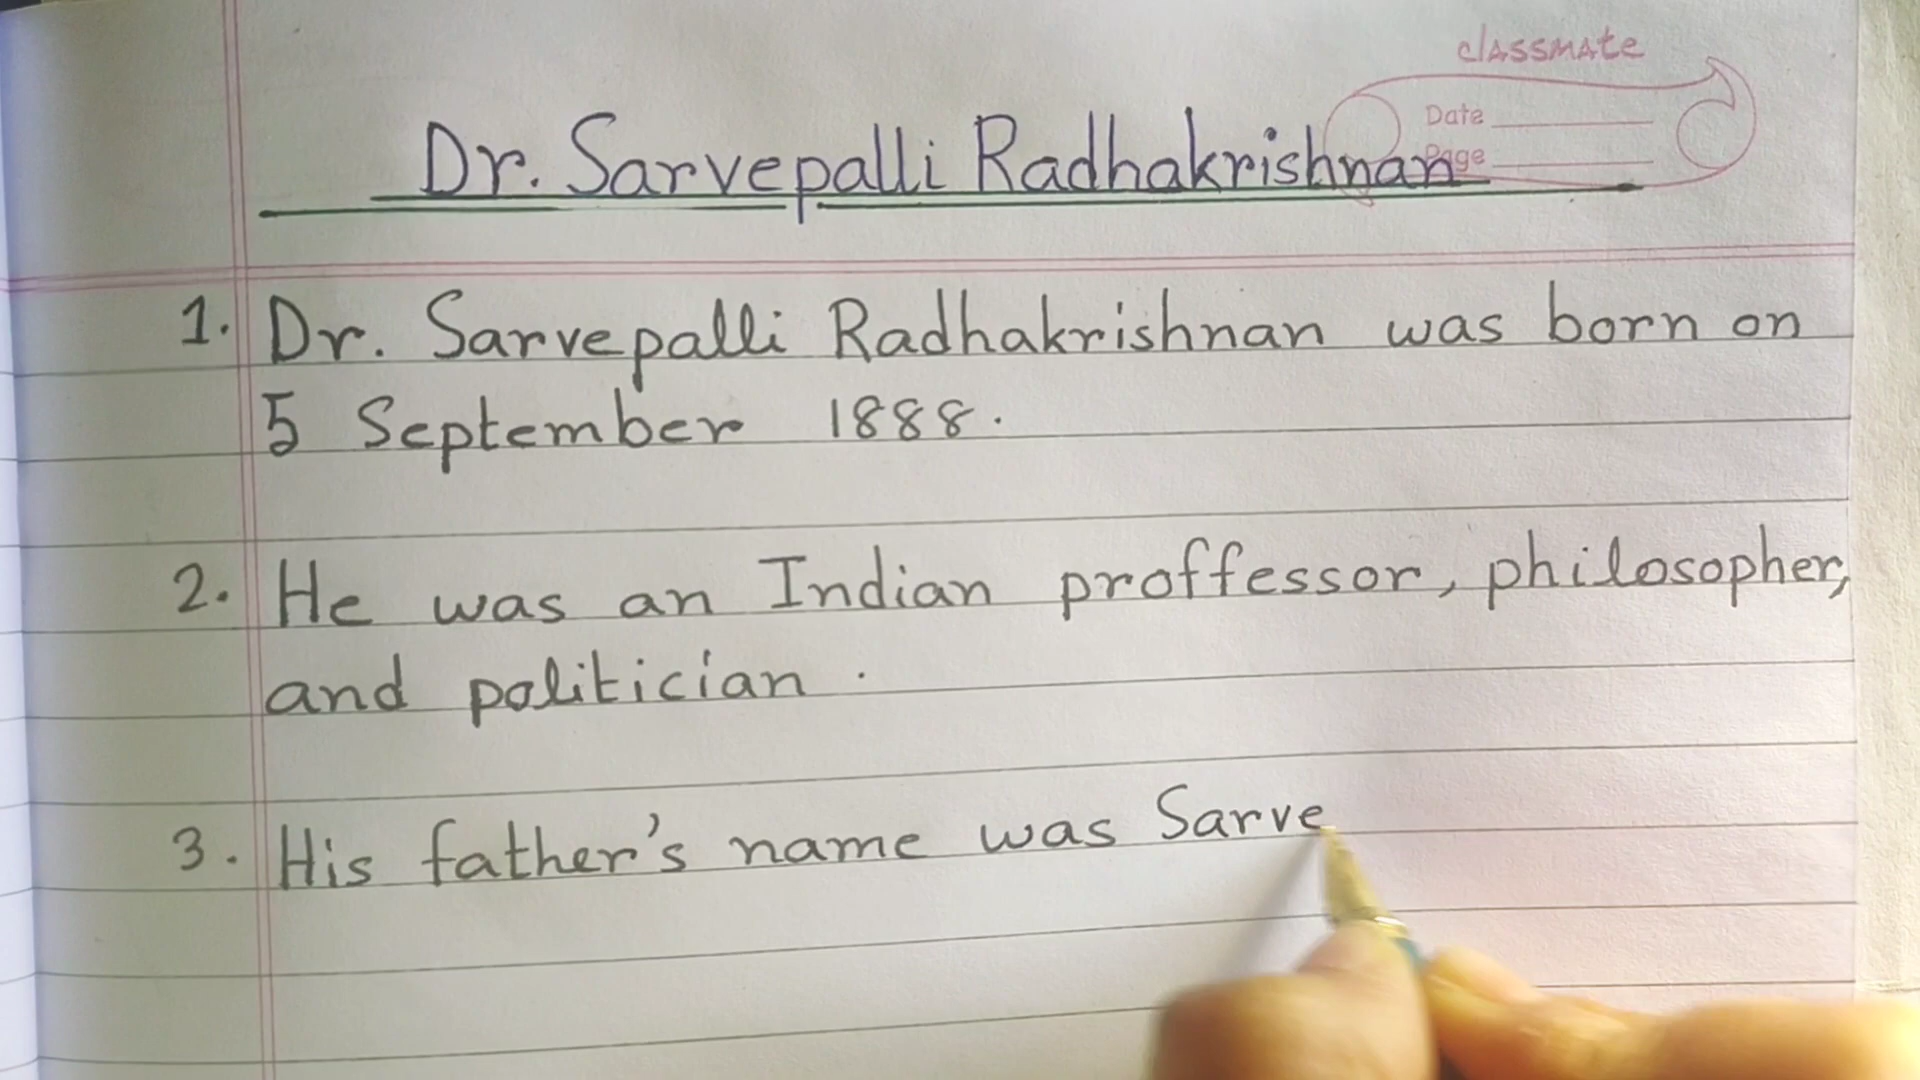 classmate
Date
Page
Dr. Sarvepalli Radhakrishnan
1. Dr. Sarvepalli Radhakrishnan was born on
5 September 1888.
2. He was an Indian proffessor, philosopher,
and politician.
3. His father's name was Sarve